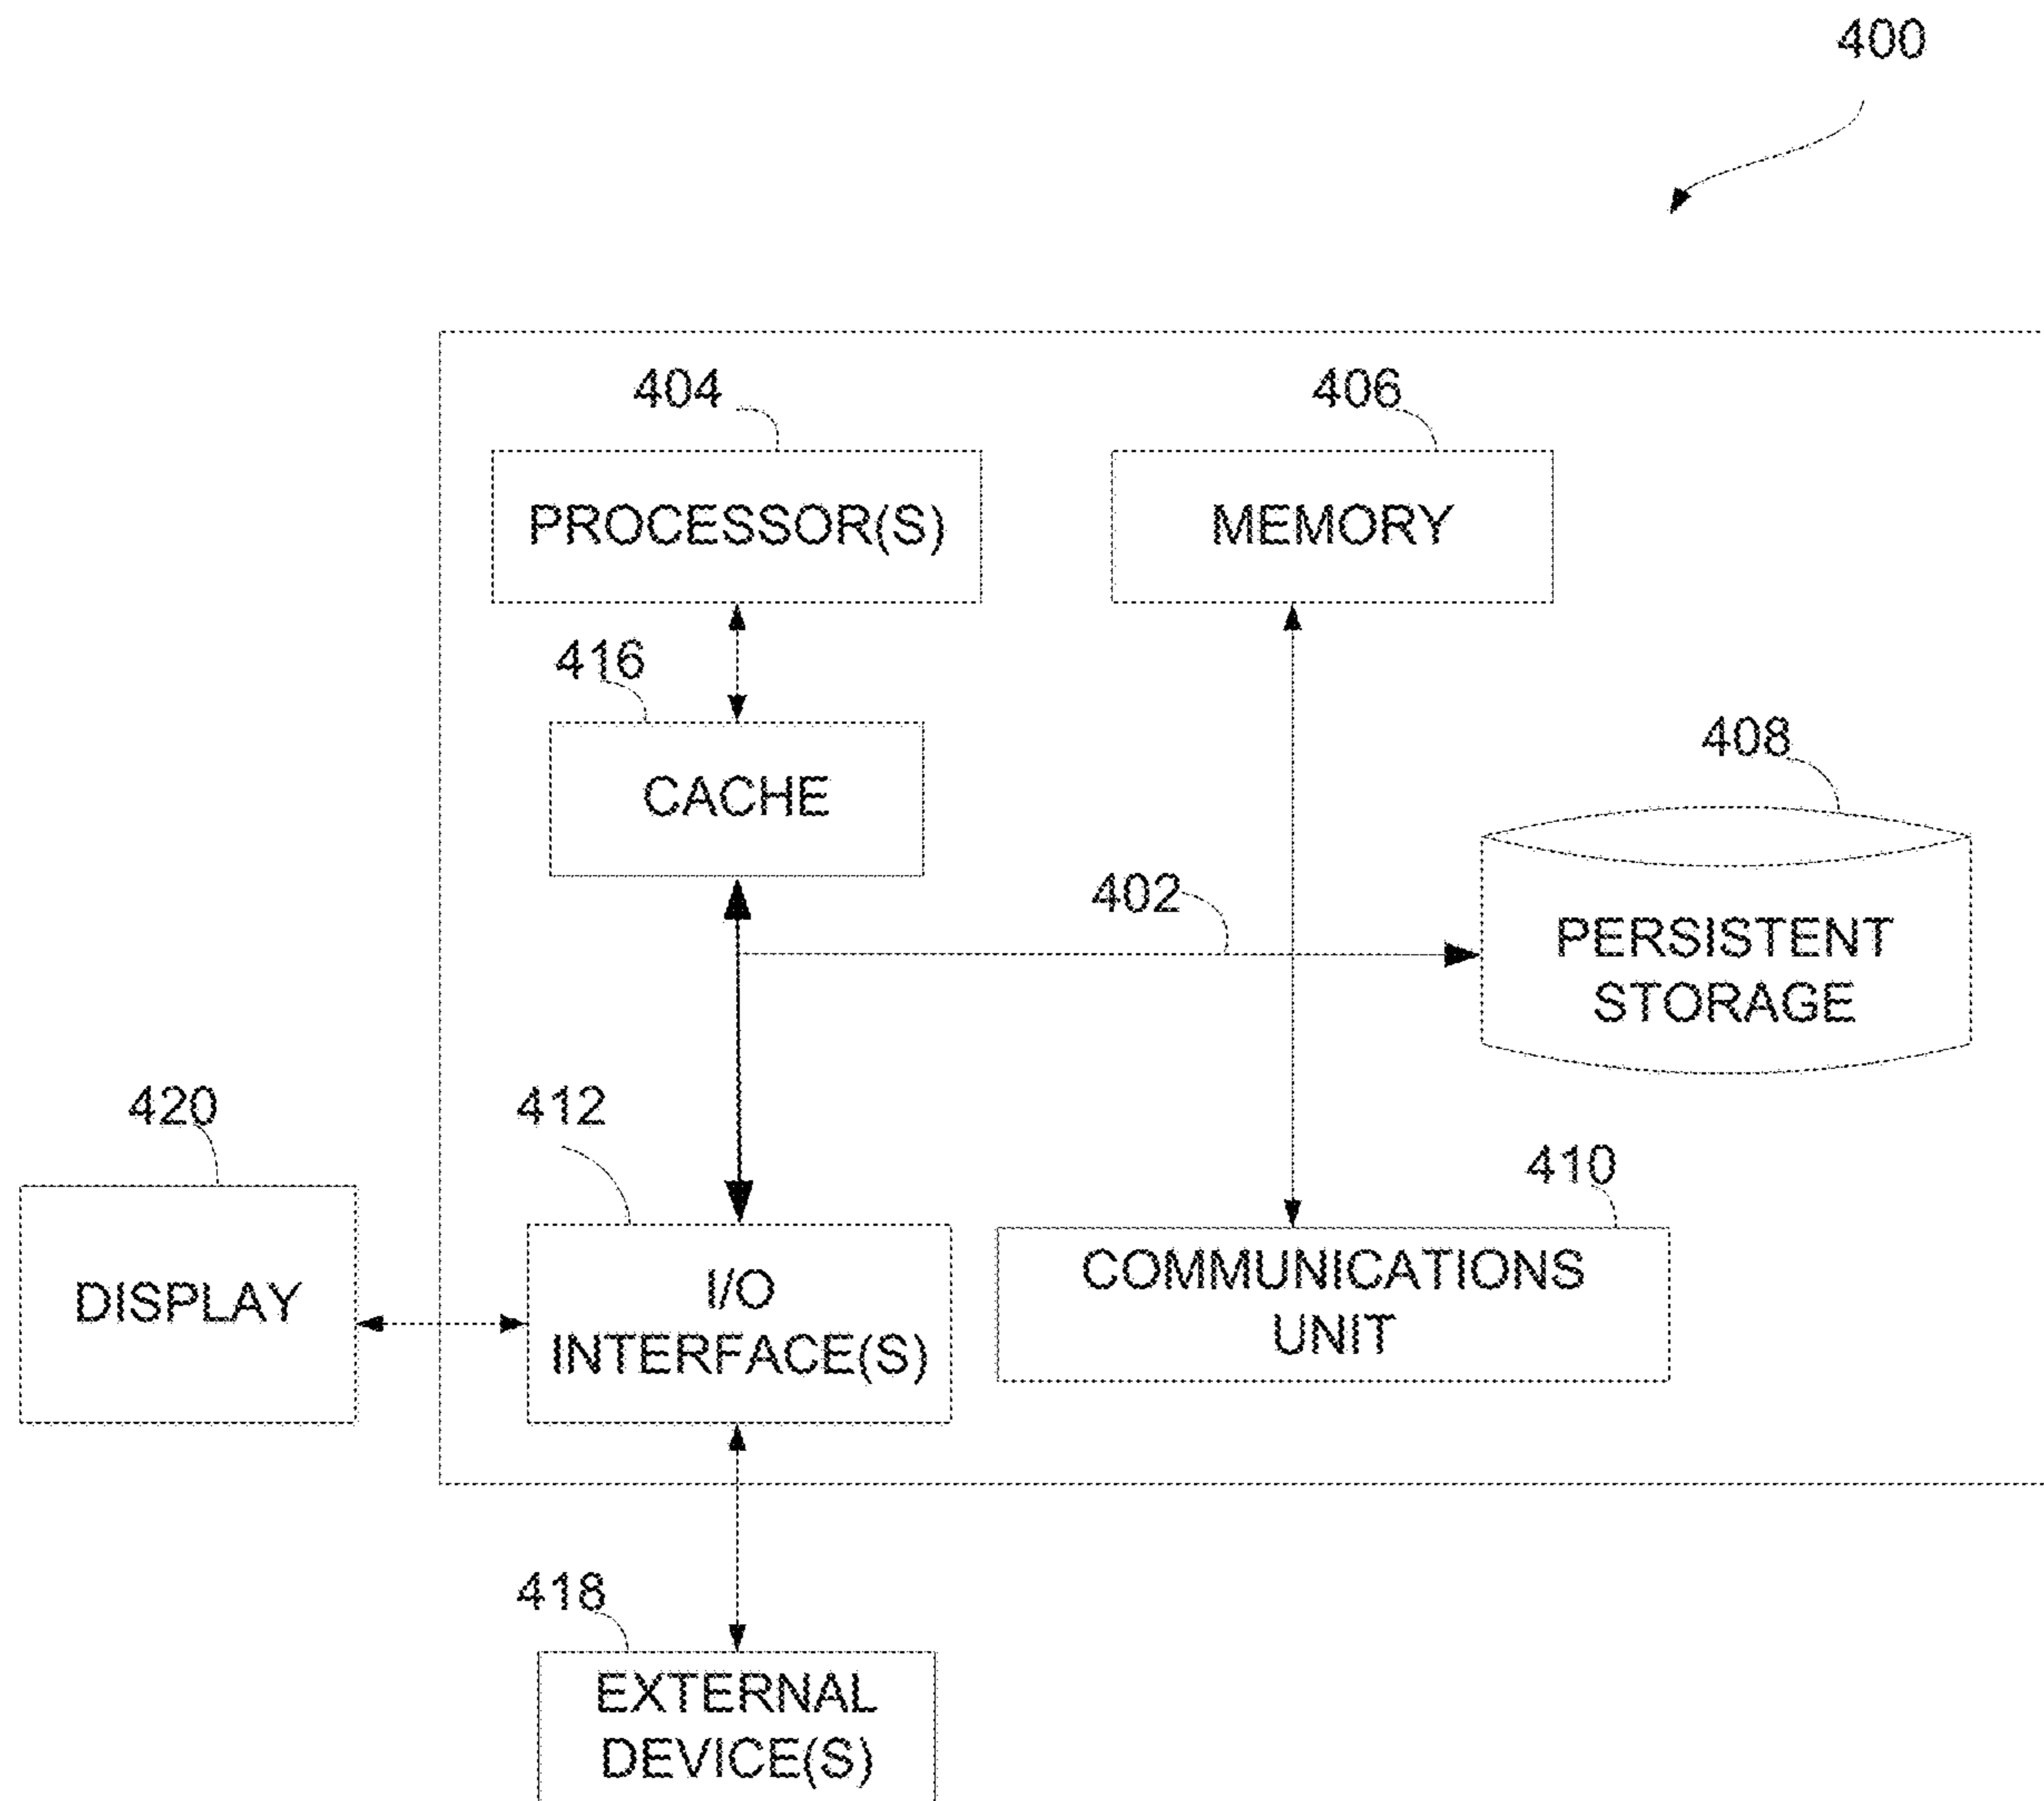 400
404
406
PROCESSOR(S)
MEMORY
416
CACHE
408
402
PERSISTENT
STORAGE
420
412
410
DISPLAY
I/O
INTERFACE(S)
COMMUNICATIONS
UNIT
418
EXTERNAL
DEVICE(S)